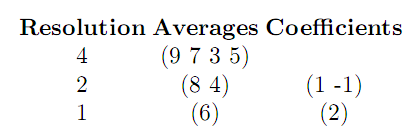 Resolution Averages Coefficients
4 (9 7 3 5)
2 (8 4) (1 -1)
1 (6) (2)